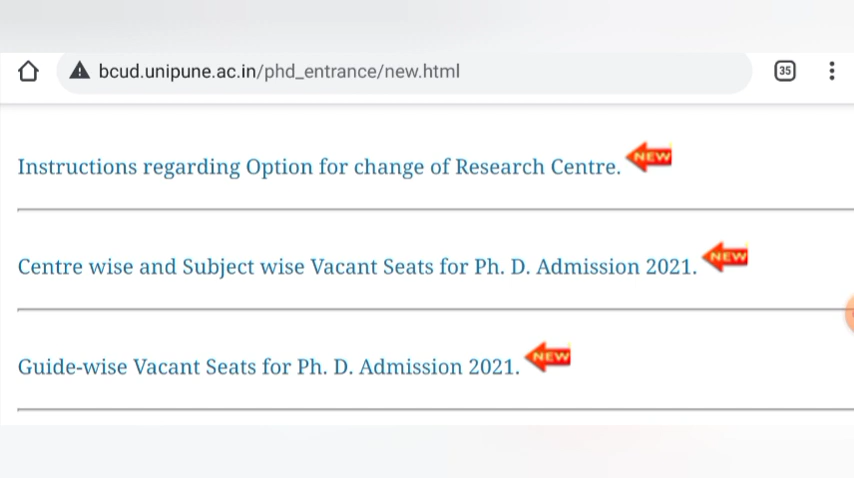 bcud.unipune.ac.in/phd_entrance/new.html 35
Instructions regarding Option for change of Research Centre. NEW
Centre wise and Subject wise Vacant Seats for Ph. D. Admission 2021. NEW
Guide-wise Vacant Seats for Ph. D. Admission 2021. NEW